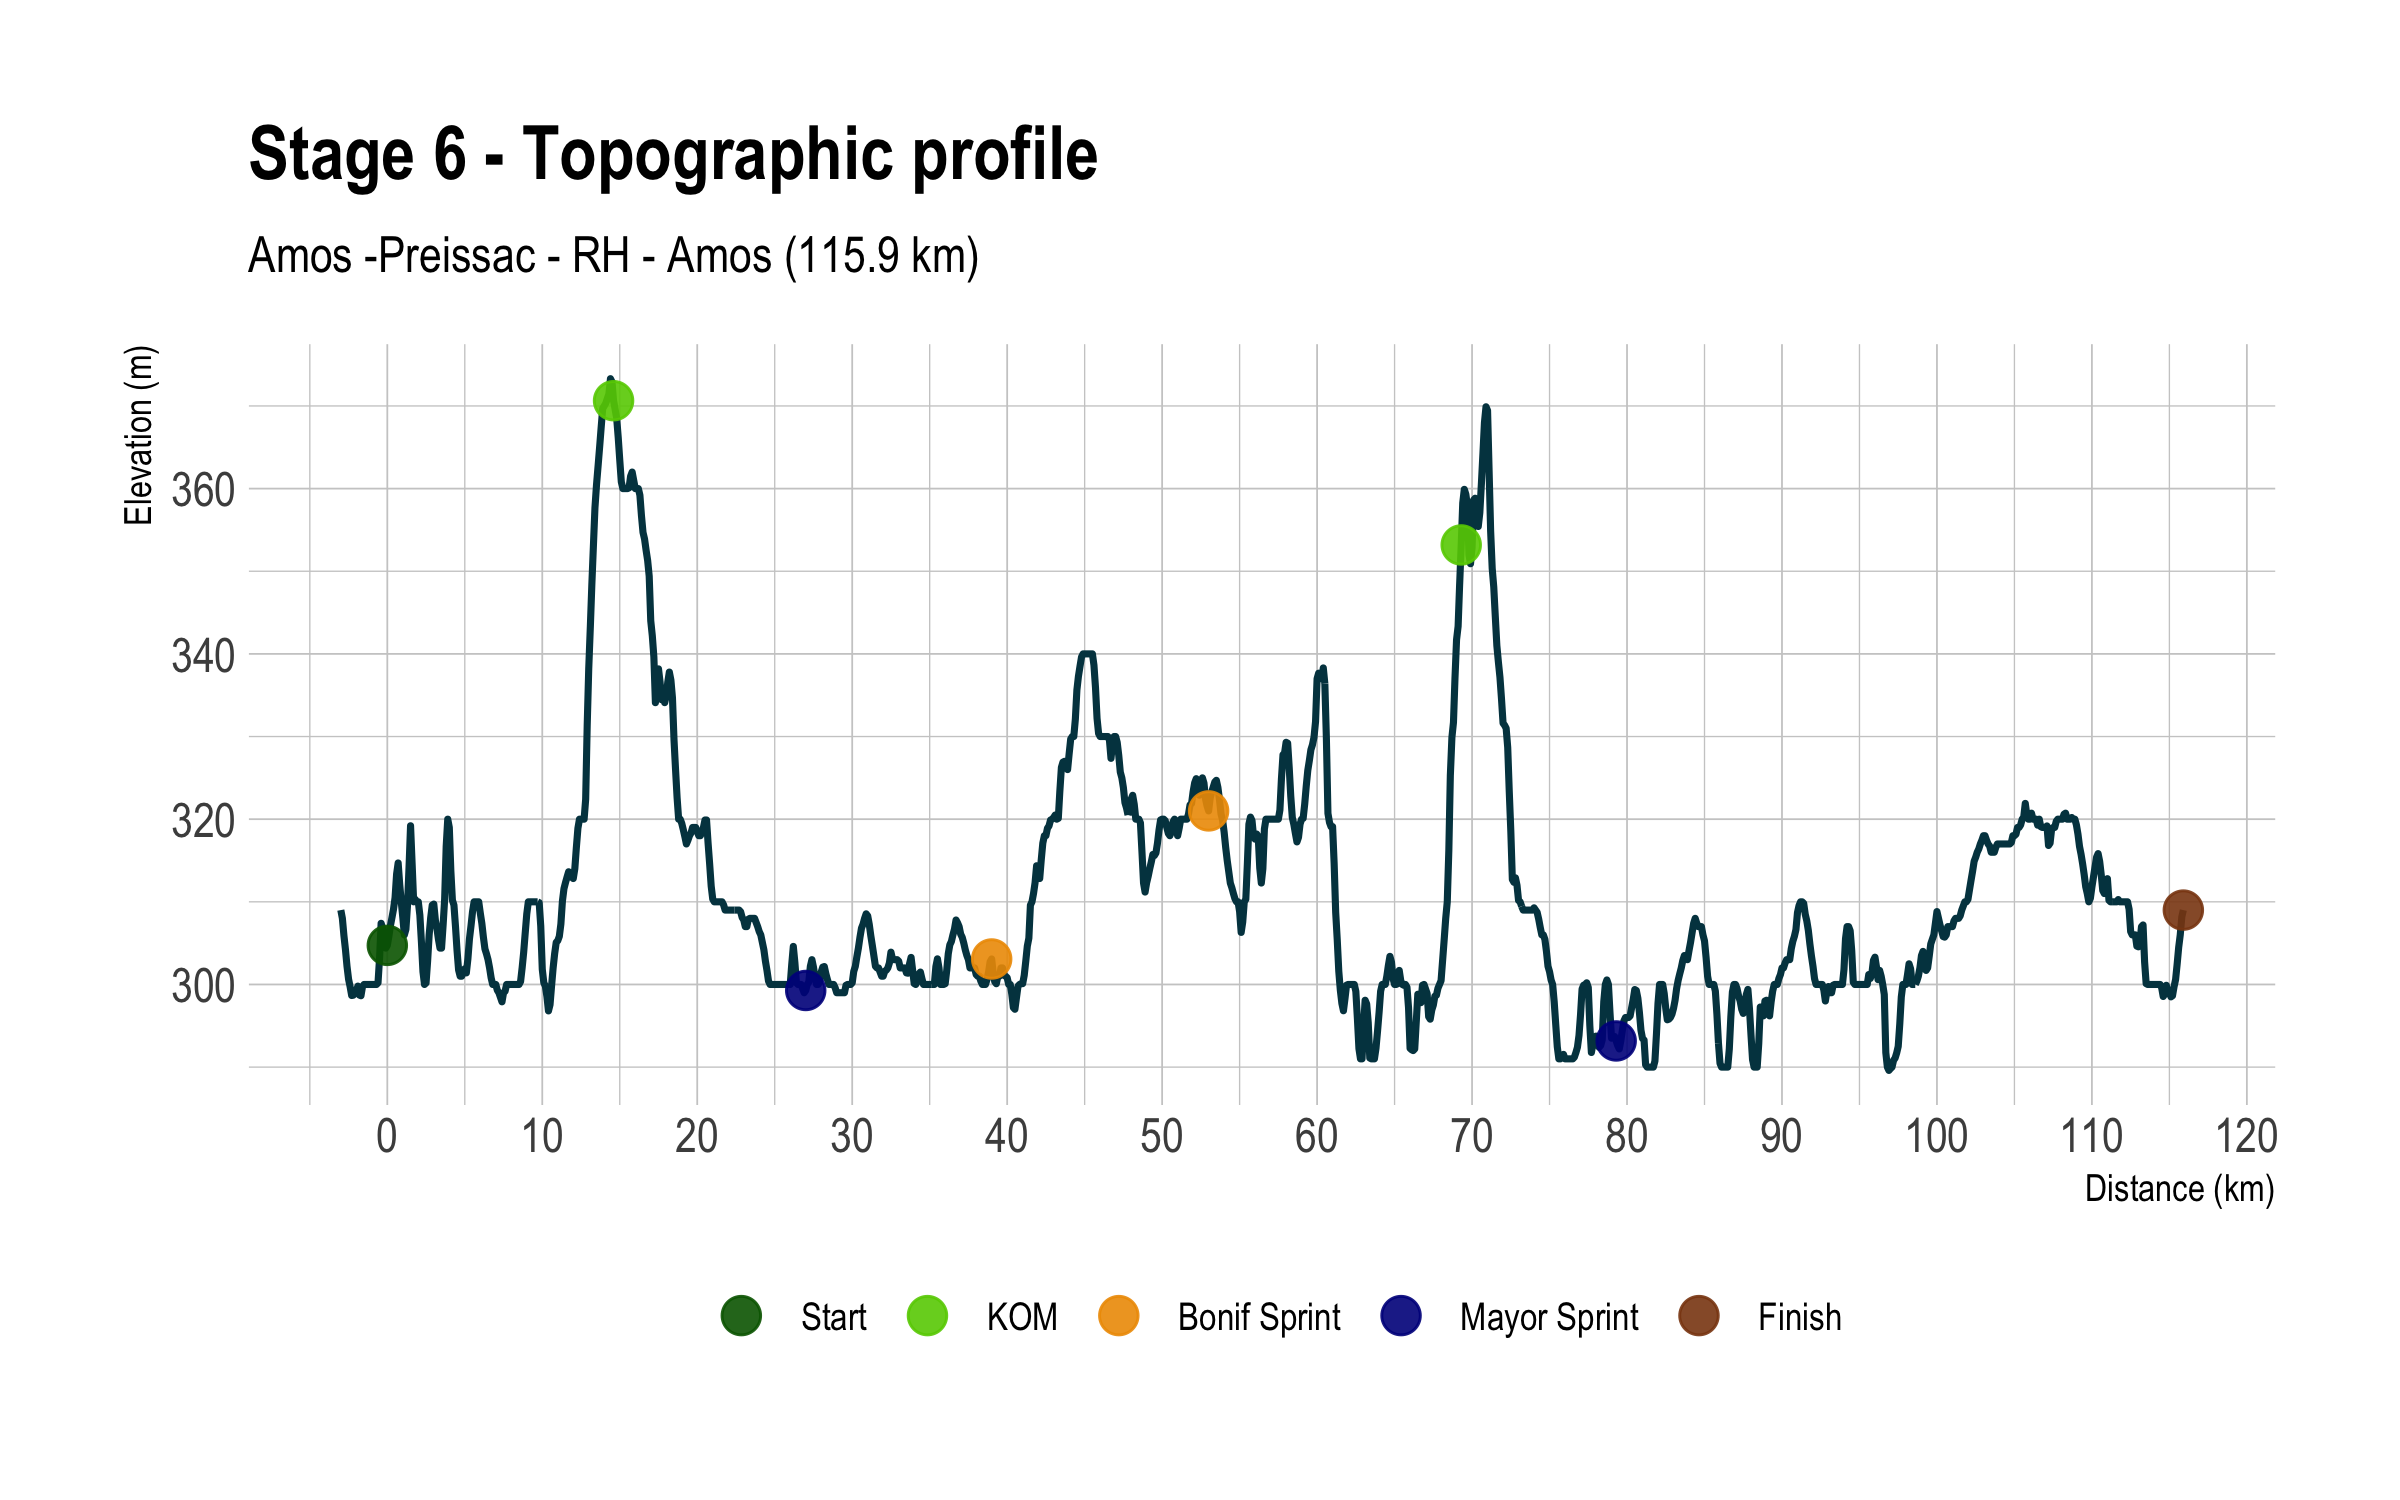 Stage 6 - Topographic profile
Amos -Preissac - RH - Amos (115.9 km)
Elevation (m)
360
340
320
300
0 10 20 30 40 50 60 70 80 90 100 110 120
Distance (km)
Start KOM Bonif Sprint Mayor Sprint Finish